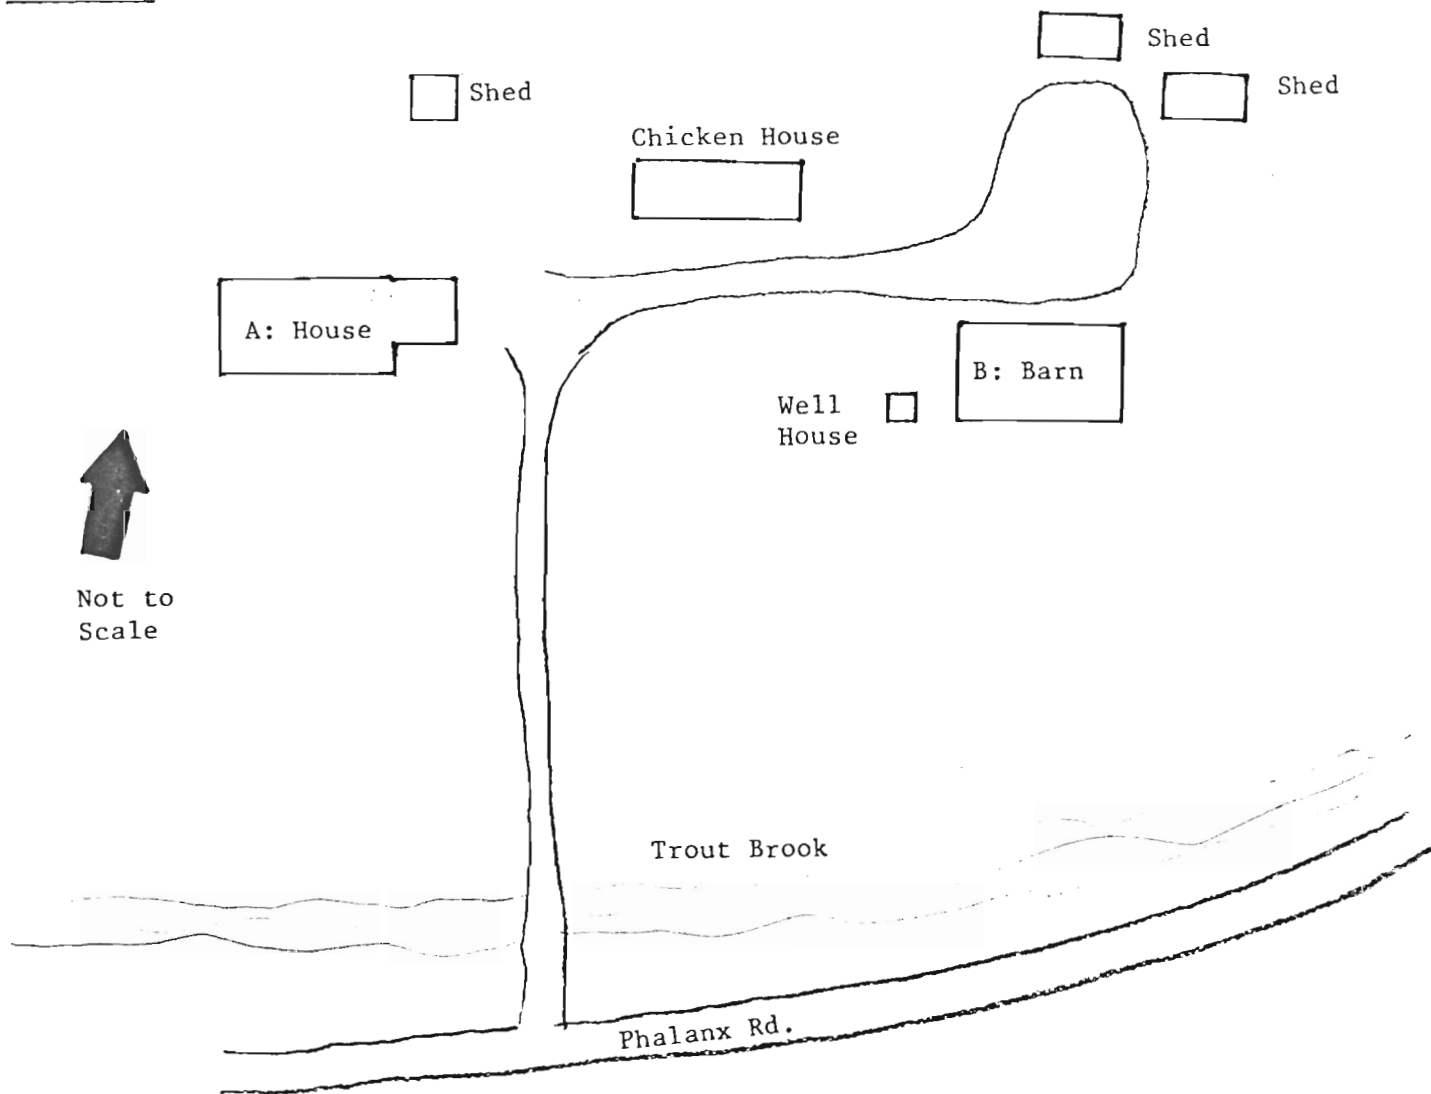 Shed
Shed
Shed
Chicken House
A: House
B: Barn
Well
House
Not to
Scale
Trout Brook
Phalanx Rd.